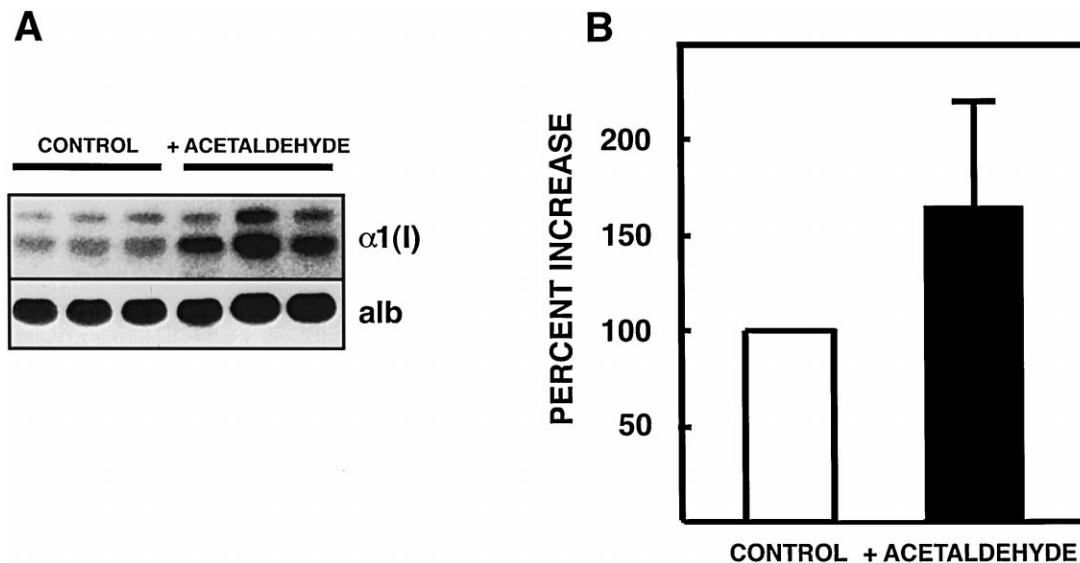 A
CONTROL + ACETALDEHYDE
α1(I)
alb
B
PERCENT INCREASE
200
150
100
50
CONTROL + ACETALDEHYDE